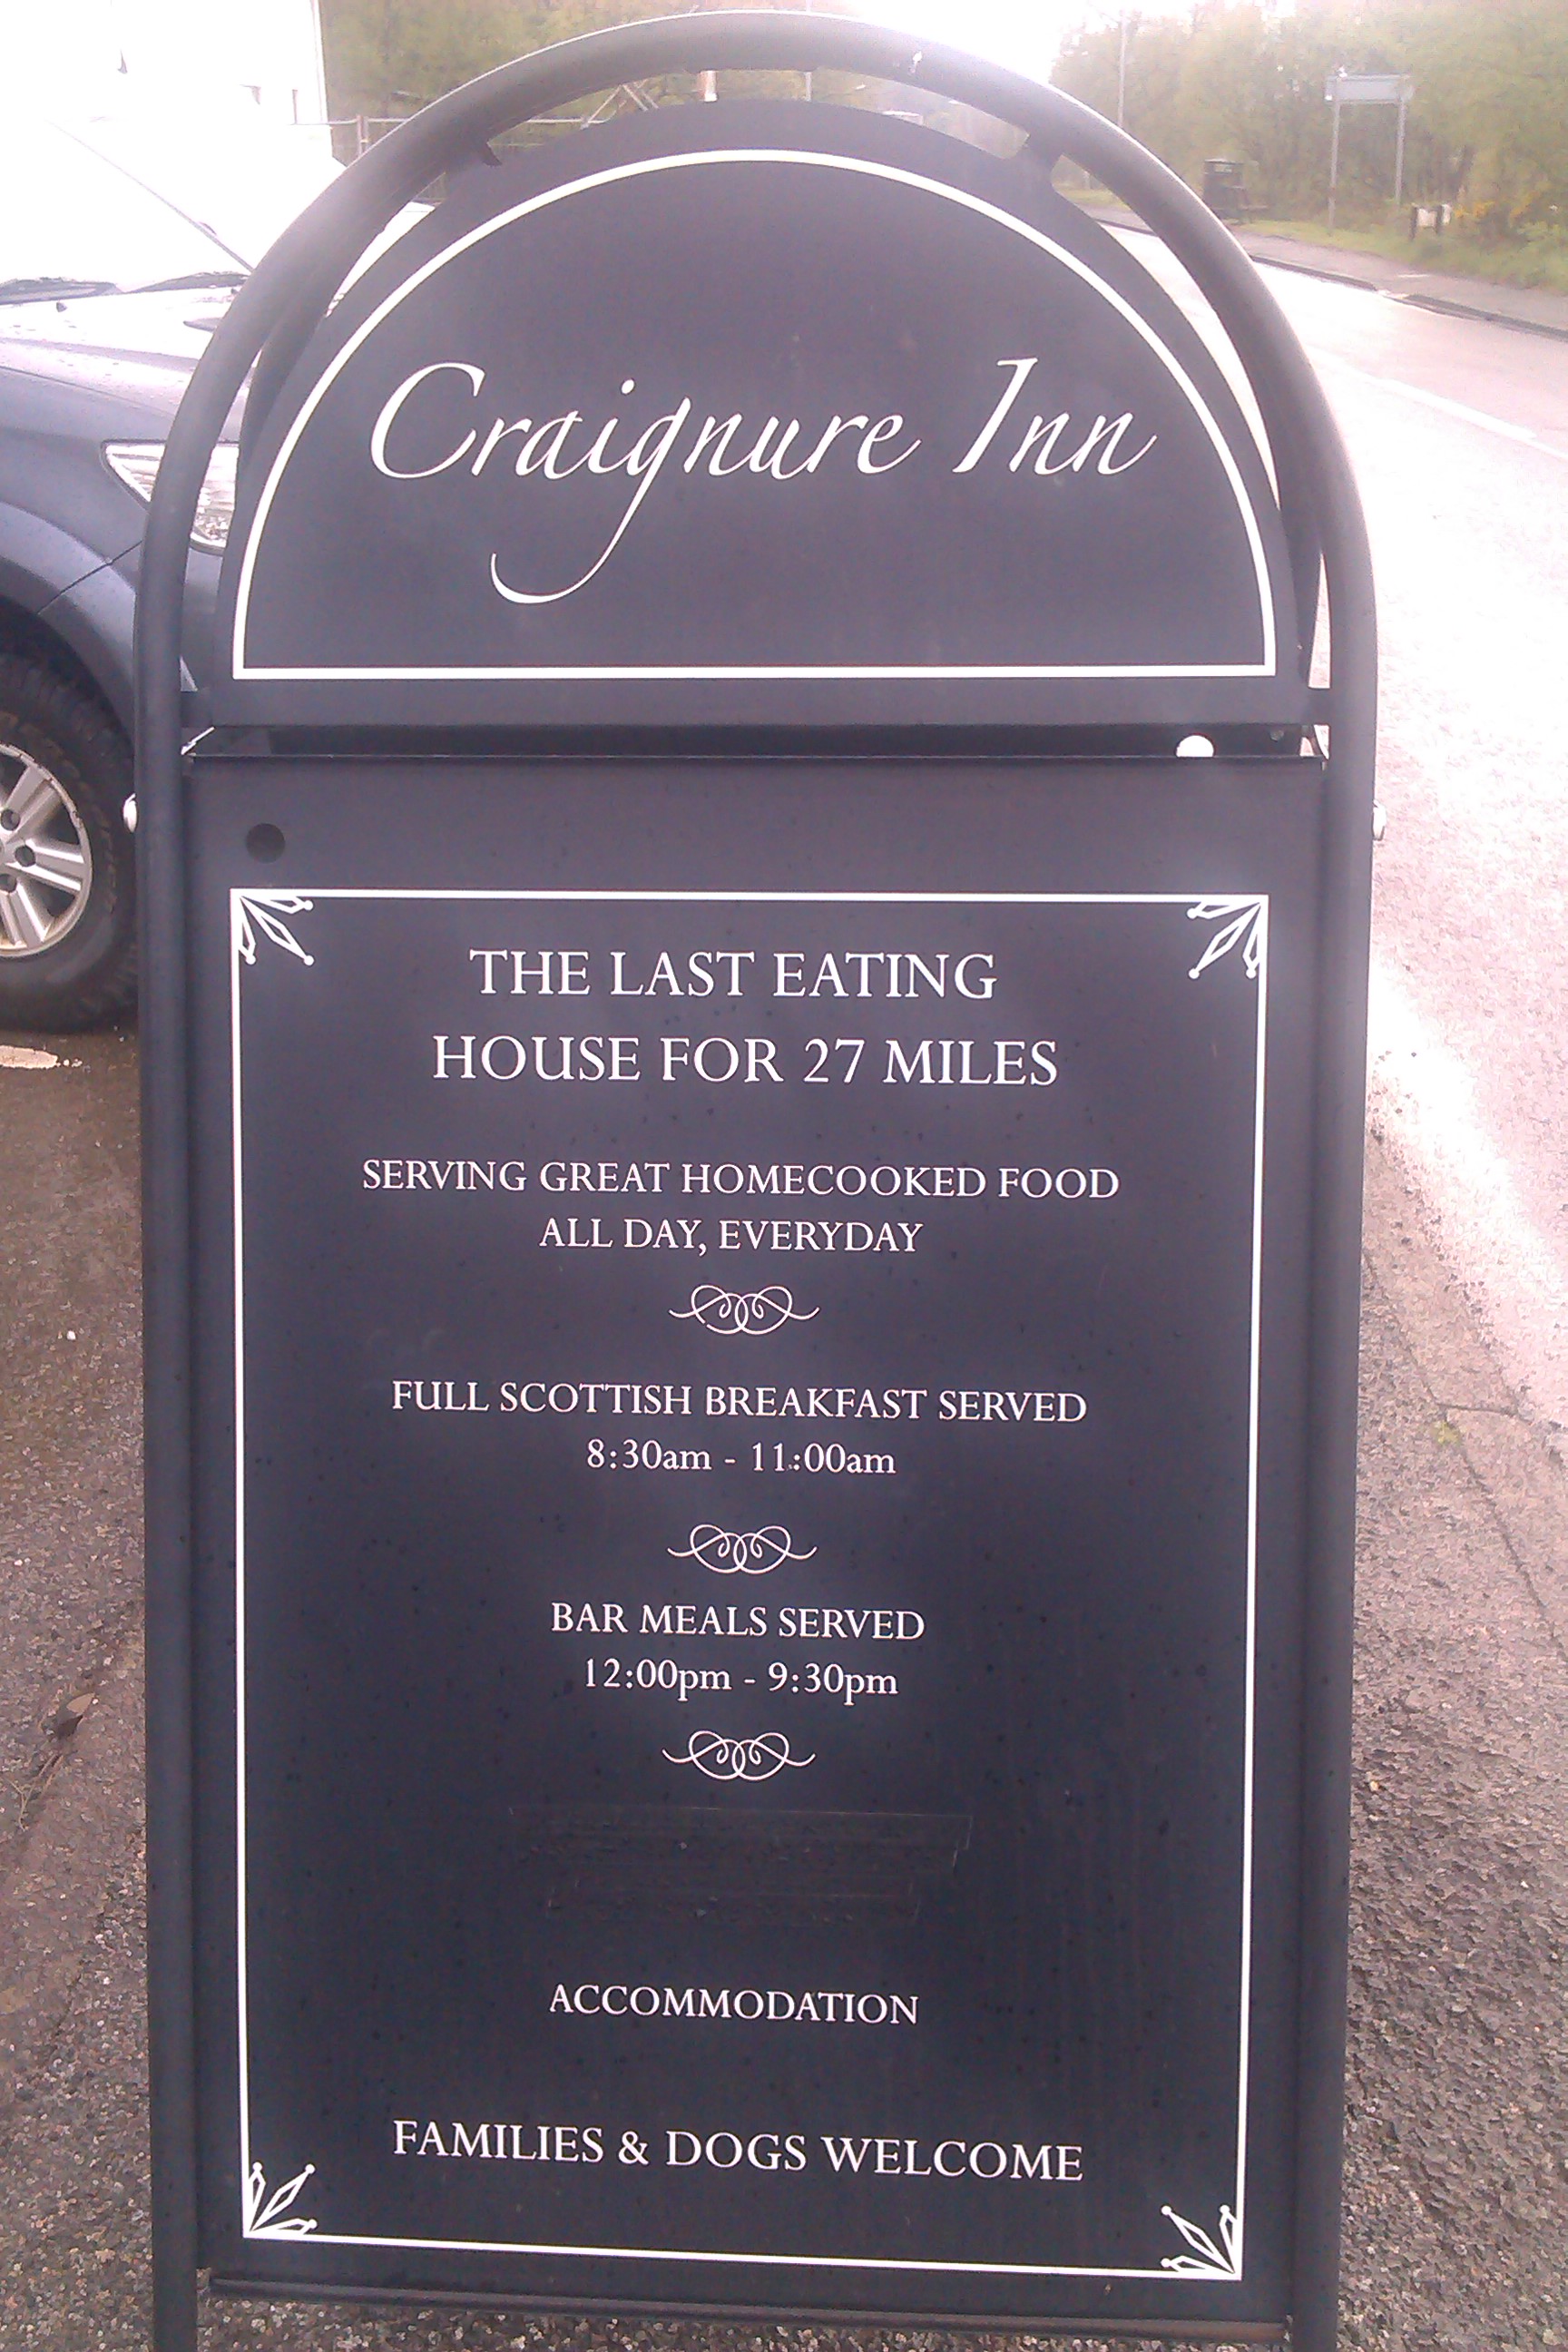 Craignure Inn
THE LAST EATING
HOUSE FOR 27 MILES
SERVING GREAT HOMECOOKED FOOD
ALL DAY, EVERYDAY
FULL SCOTTISH BREAKFAST SERVED
8:30am - 11:00am
BAR MEALS SERVED
12:00pm - 9:30pm
ACCOMMODATION
FAMILIES & DOGS WELCOME